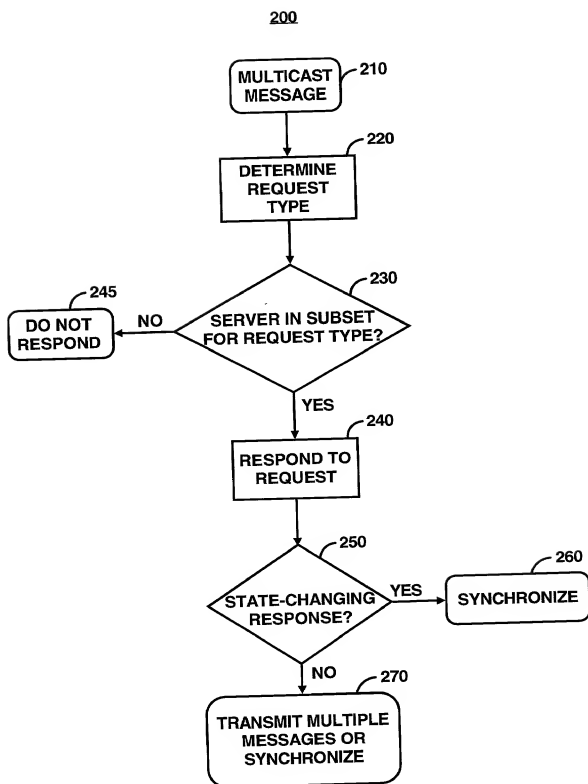 200
MULTICAST
MESSAGE
210
220
DETERMINE
REQUEST
TYPE
230
SERVER IN SUBSET
FOR REQUEST TYPE?
NO
245
DO NOT
RESPOND
YES
240
RESPOND TO
REQUEST
250
STATE-CHANGING
RESPONSE?
YES
260
SYNCHRONIZE
NO
270
TRANSMIT MULTIPLE
MESSAGES OR
SYNCHRONIZE